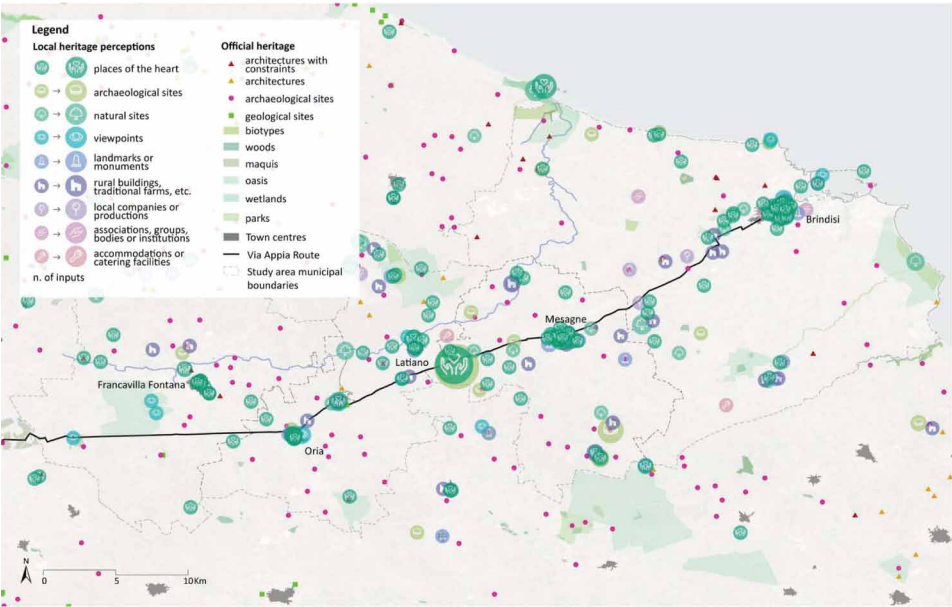 Legend
Local heritage perceptions
places of the heart
archaeological sites
natural sites
viewpoints
landmarks or
monuments
rural buildings,
traditional farms, etc.
local companies or
productions
associations, groups,
bodies or institutions
accommodations or
catering facilities
n. of inputs
Official heritage
architectures with
constraints
architectures
archaeological sites
geological sites
biotypes
woods
maquis
oasis
wetlands
parks
Town centres
Via Appia Route
Study area municipal
boundaries
Brindisi
Mesagne
Latiano
Francavilla Fontana
Oria
N
0 5 10Km